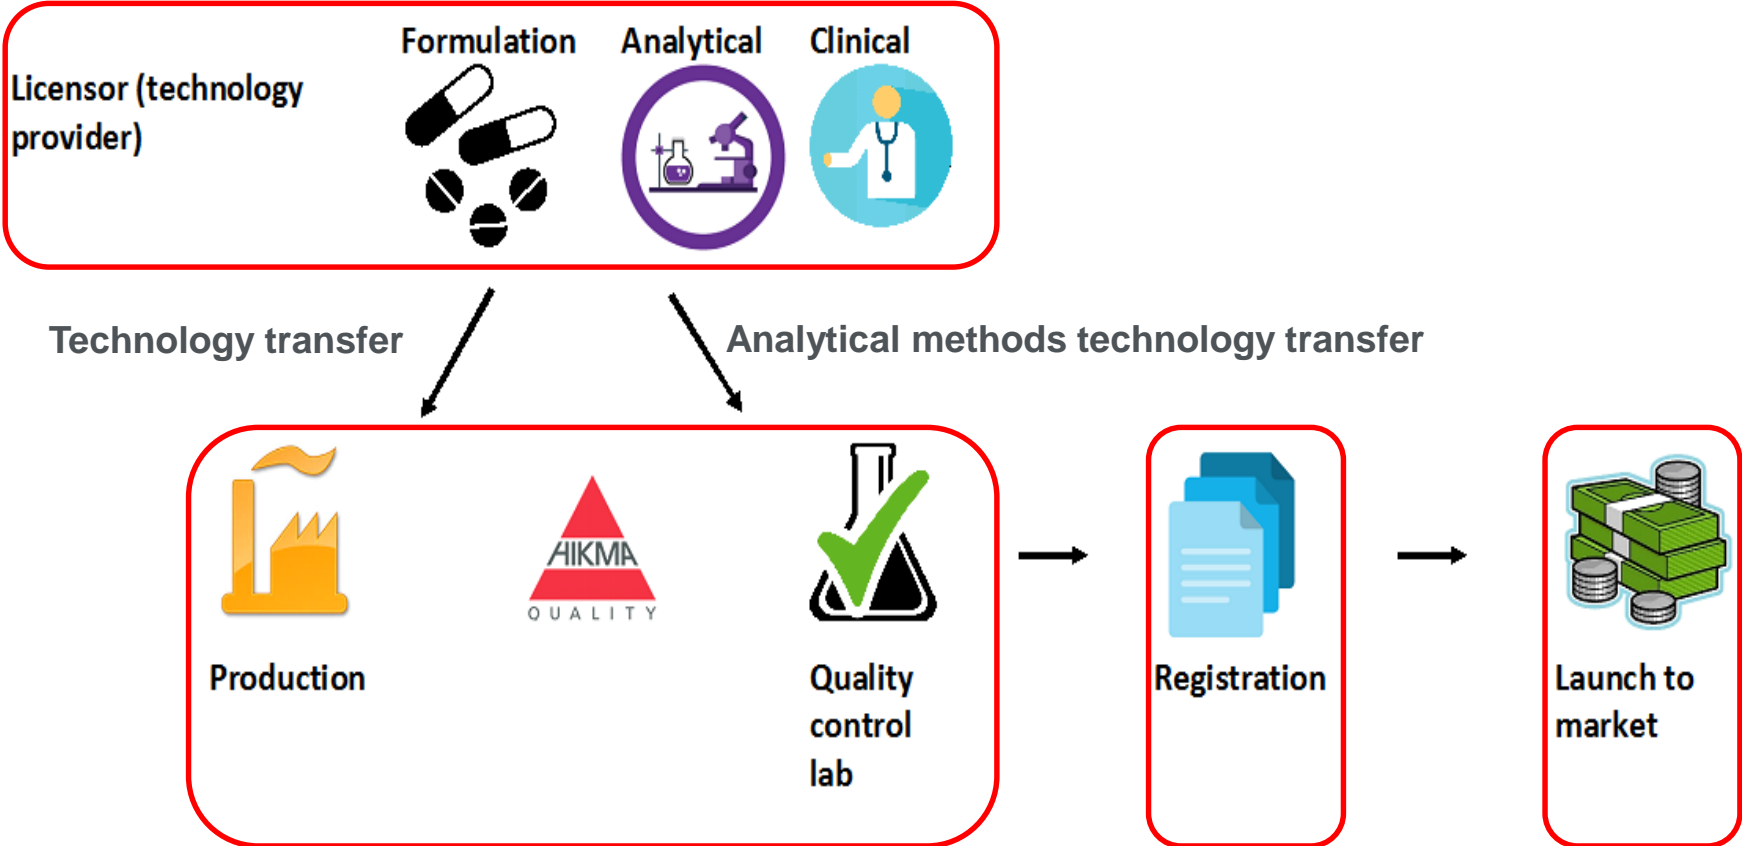 Formulation
Analytical
Clinical
Licensor (technology
provider)
Technology transfer
Analytical methods technology transfer
HIKMA
QUALITY
Production
Quality
control
lab
Registration
Launch to
market